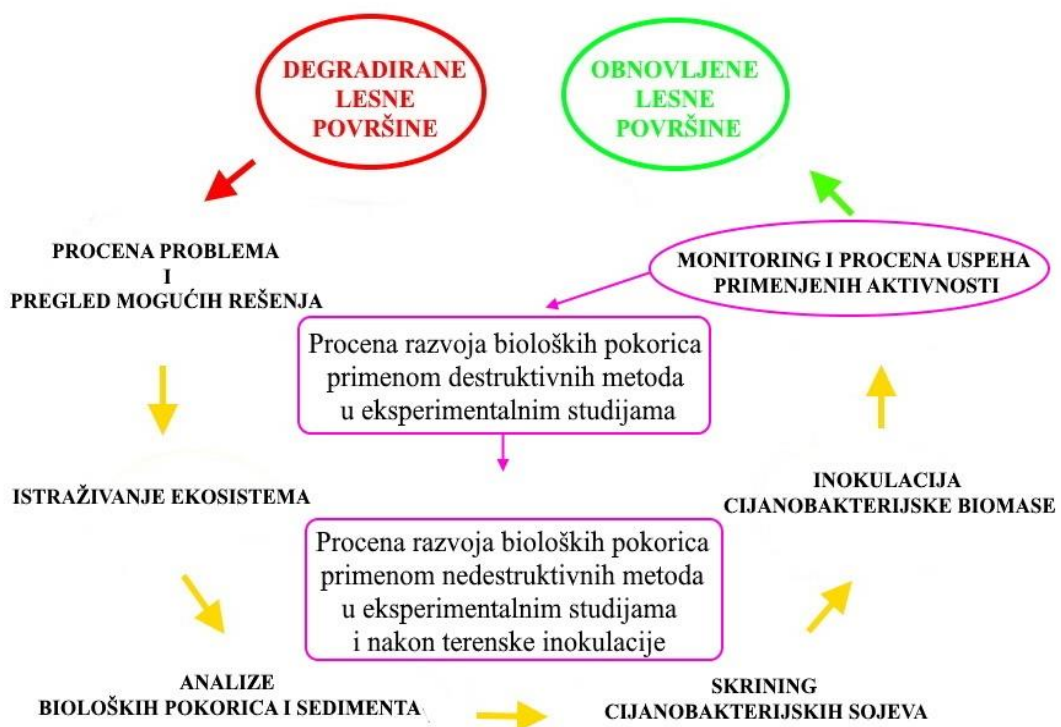 DEGRADIRANE
LESNE
POVRŠINE
OBNOVLJENE
LESNE
POVRŠINE
PROCENA PROBLEMA
I
PREGLED MOGUĆIH REŠENJA
MONITORING I PROCENA USPEHA
PRIMENJENIH AKTIVNOSTI
Procena razvoja bioloških pokorica
primenom destruktivnih metoda
u eksperimentalnim studijama
ISTRAŽIVANJE EKOSISTEMA
INOKULACIJA
CIJANOBAKTERIJSKE BIOMASE
Procena razvoja bioloških pokorica
primenom nedestruktivnih metoda
u eksperimentalnim studijama
i nakon terenske inokulacije
ANALIZE
BIOLOŠKIH POKORICA I SEDIMENTA
SKRINING
CIJANOBAKTERIJSKIH SOJEVA